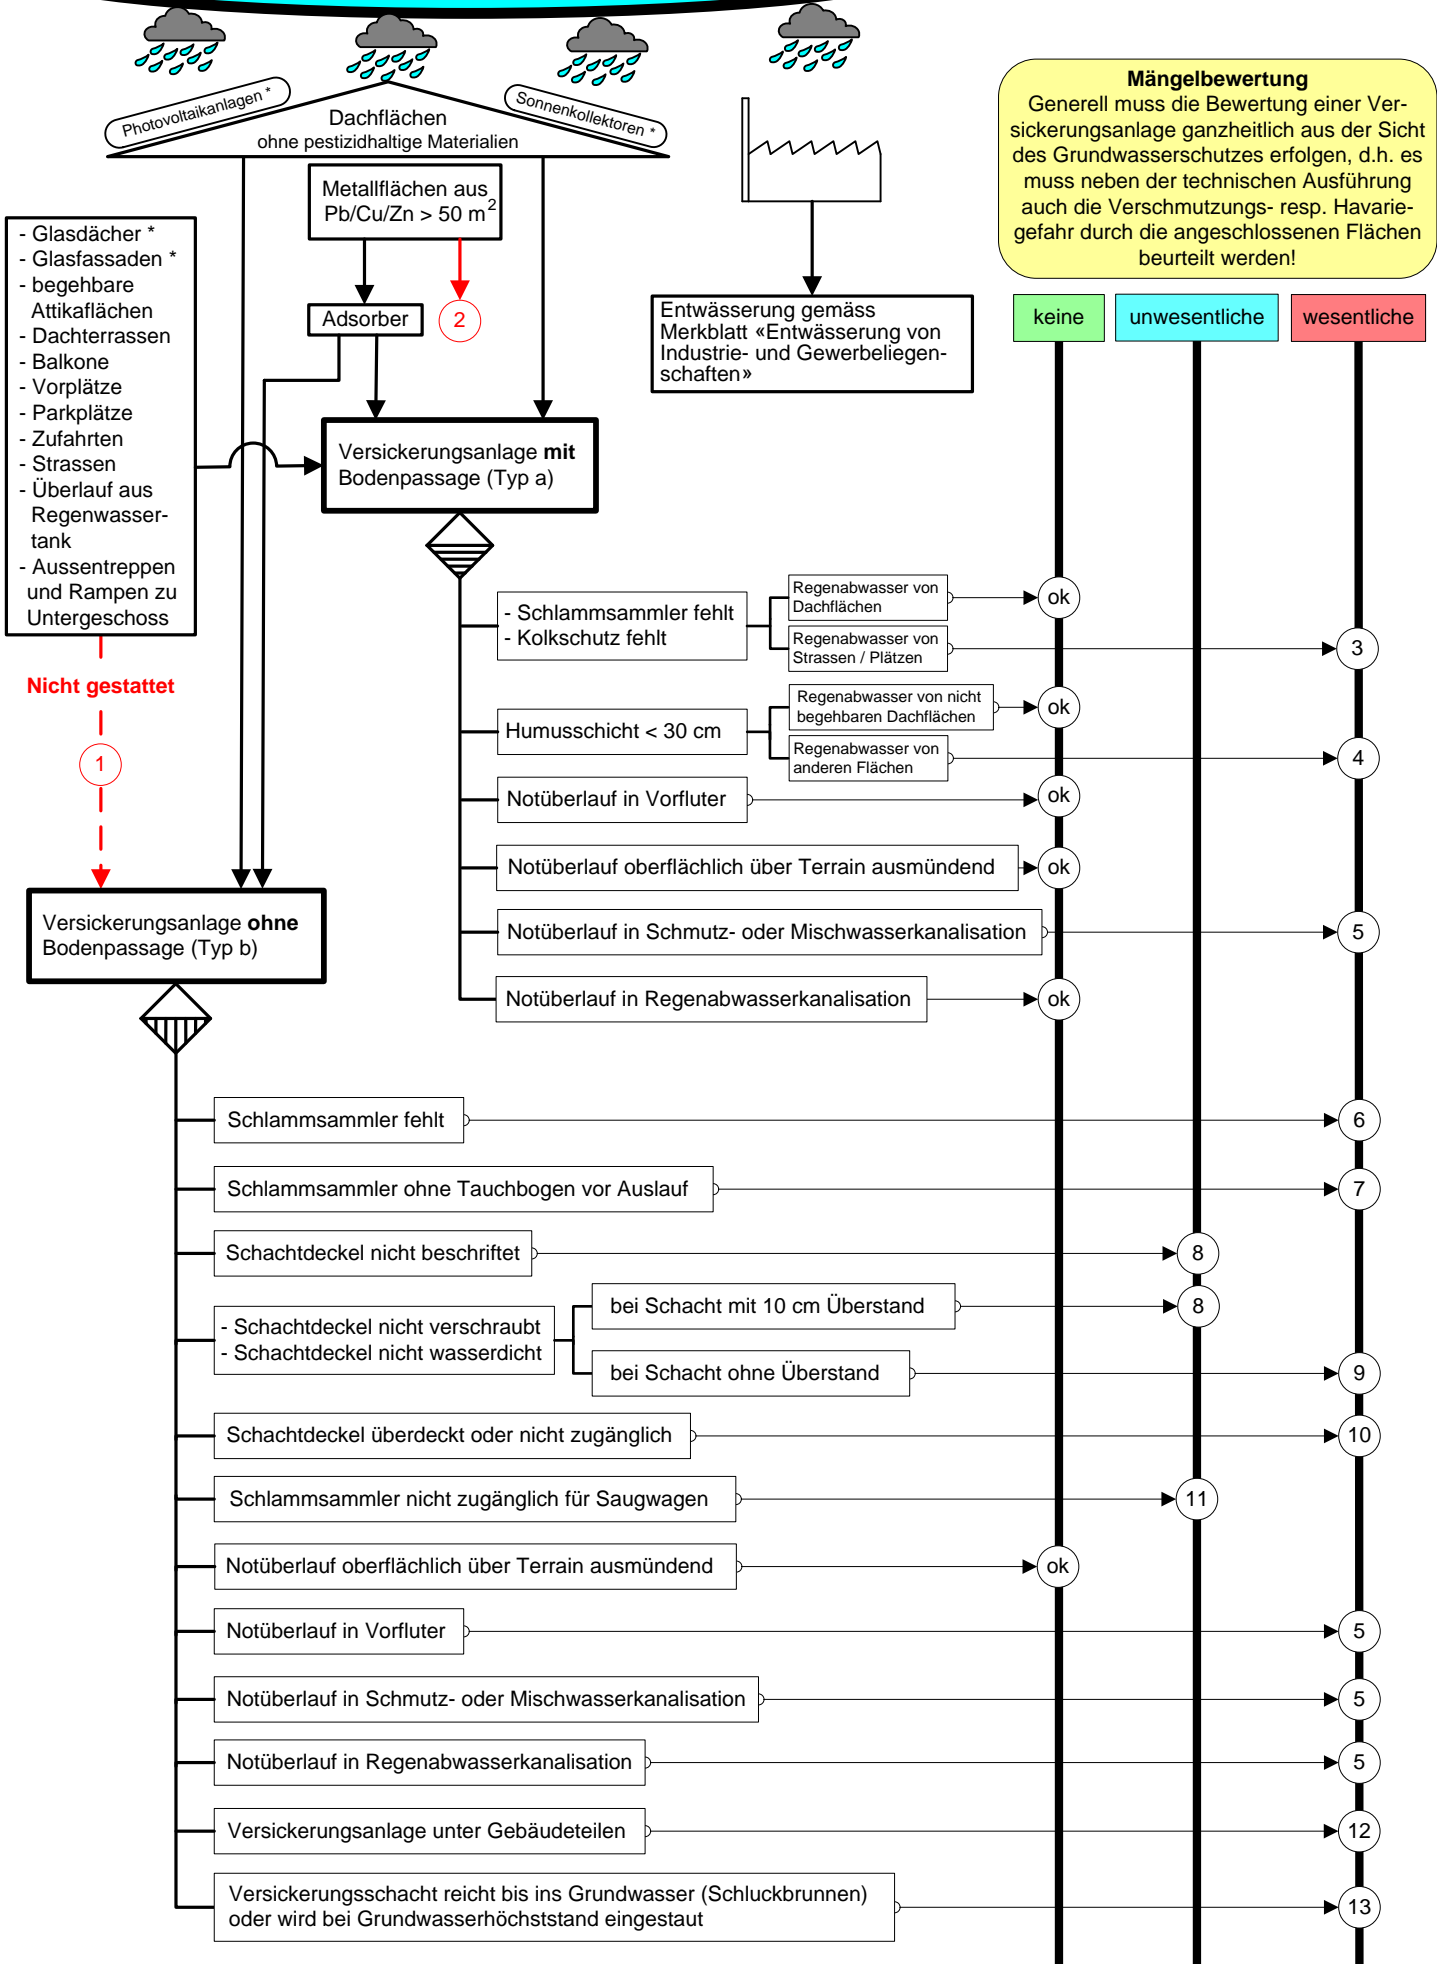 Photovoltaikanlagen *
Sonnenkollektoren *
Dachflächen
ohne pestizidhaltige Materialien
Metallflächen aus
Pb/Cu/Zn > 50 m²
Adsorber
2
- Glasdächer *
- Glasfassaden *
- begehbare
Attikaflächen
- Dachterrassen
- Balkone
- Vorplätze
- Parkplätze
- Zufahrten
- Strassen
- Überlauf aus
Regenwasser-
tank
- Aussentreppen
und Rampen zu
Untergeschoss
Nicht gestattet
1
Entwässerung gemäss
Merkblatt «Entwässerung von
Industrie- und Gewerbeliegen-
schaften»
Mängelbewertung
Generell muss die Bewertung einer Ver-
sickerungsanlage ganzheitlich aus der Sicht
des Grundwasserschutzes erfolgen, d.h. es
muss neben der technischen Ausführung
auch die Verschmutzungs- resp. Havarie-
gefahr durch die angeschlossenen Flächen
beurteilt werden!
keine
unwesentliche
wesentliche
Versickerungsanlage mit
Bodenpassage (Typ a)
- Schlammsammler fehlt
- Kolkschutz fehlt
Regenabwasser von
Dachflächen
ok
Regenabwasser von
Strassen / Plätzen
3
Humusschicht < 30 cm
Regenabwasser von nicht
begehbaren Dachflächen
ok
Regenabwasser von
anderen Flächen
4
Notüberlauf in Vorfluter
ok
Notüberlauf oberflächlich über Terrain ausmündend
ok
Notüberlauf in Schmutz- oder Mischwasserkanalisation
5
Notüberlauf in Regenabwasserkanalisation
ok
Versickerungsanlage ohne
Bodenpassage (Typ b)
Schlammsammler fehlt
6
Schlammsammler ohne Tauchbogen vor Auslauf
7
Schachtdeckel nicht beschriftet
8
- Schachtdeckel nicht verschraubt
- Schachtdeckel nicht wasserdicht
bei Schacht mit 10 cm Überstand
8
bei Schacht ohne Überstand
9
Schachtdeckel überdeckt oder nicht zugänglich
10
Schlammsammler nicht zugänglich für Saugwagen
11
Notüberlauf oberflächlich über Terrain ausmündend
ok
Notüberlauf in Vorfluter
5
Notüberlauf in Schmutz- oder Mischwasserkanalisation
5
Notüberlauf in Regenabwasserkanalisation
5
Versickerungsanlage unter Gebäudeteilen
12
Versickerungsschacht reicht bis ins Grundwasser (Schluckbrunnen)
oder wird bei Grundwasserhöchststand eingestaut
13